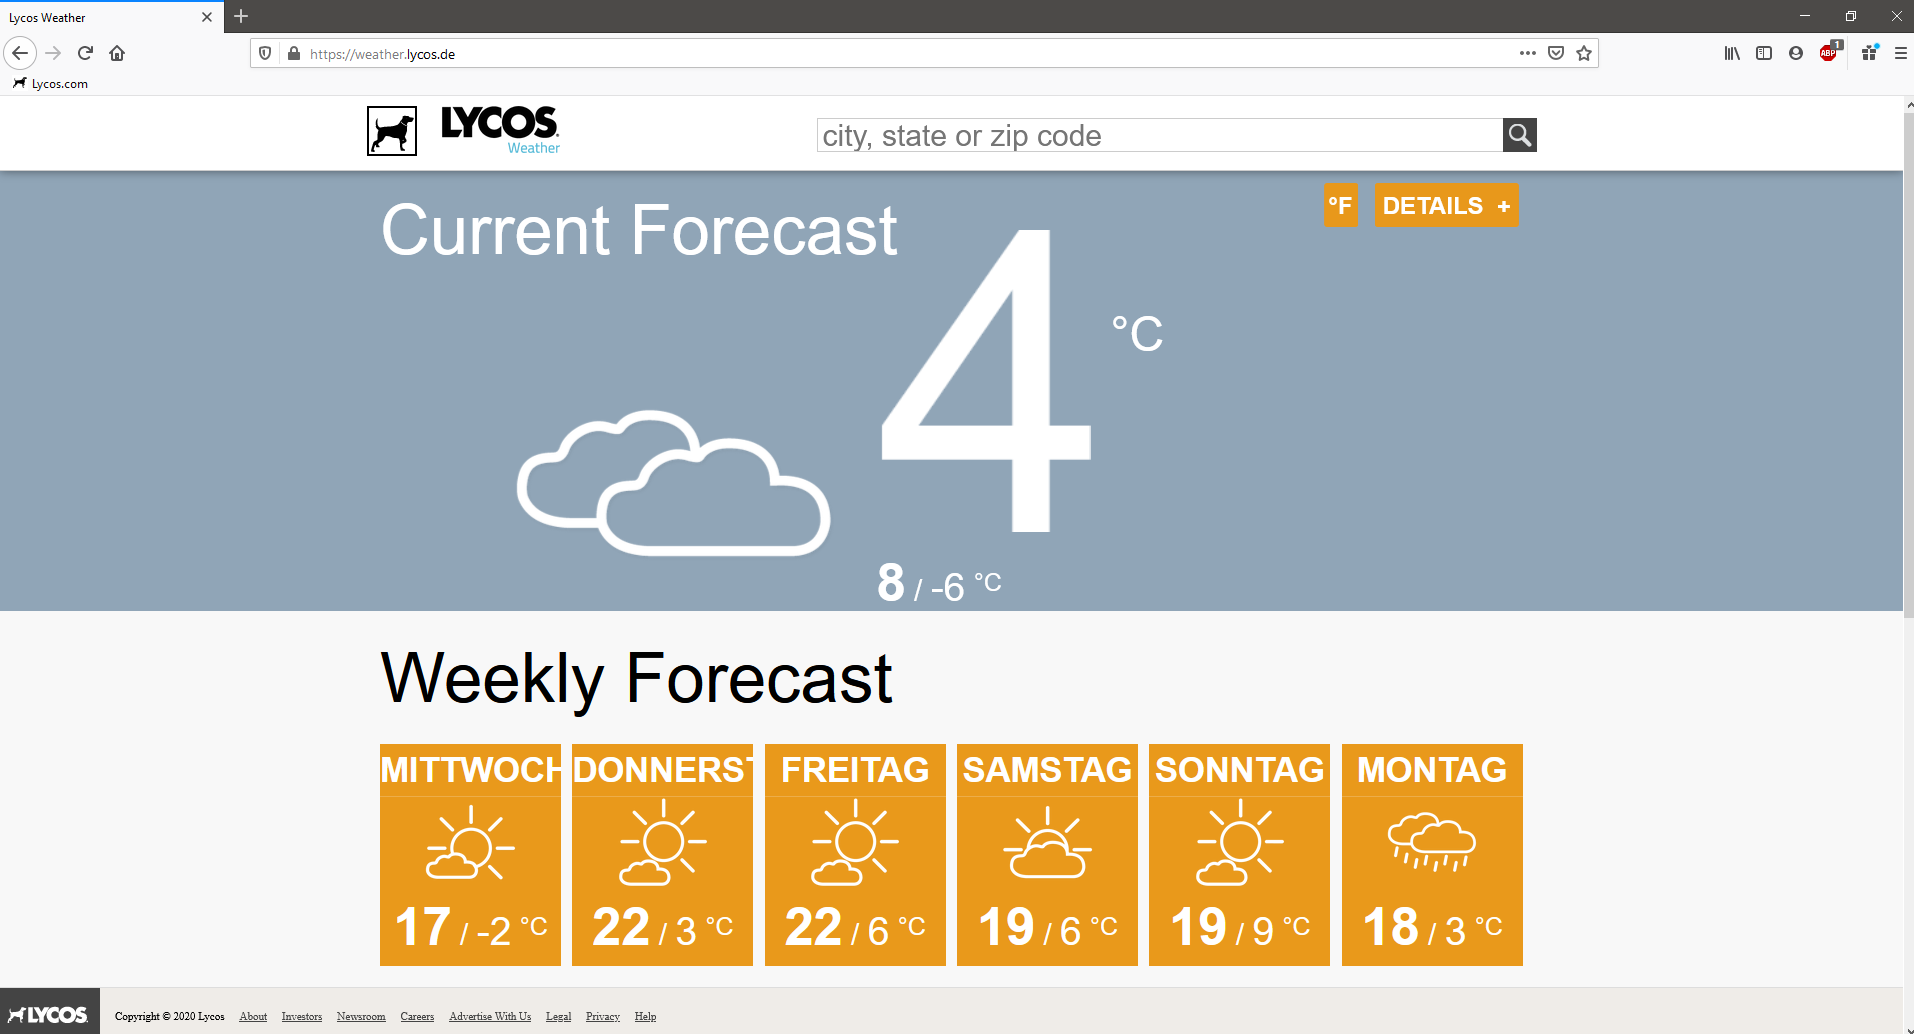 Lycos Weather
https://weather.lycos.de
ABP
1
Lycos.com
LYCOS
Weather
city, state or zip code
Current Forecast
°F
DETAILS +
4 °C
8 / -6 °C
Weekly Forecast
MITTWOCH DONNERST FREITAG SAMSTAG SONNTAG MONTAG
17 / -2 °C 22 / 3 °C 22 / 6 °C 19 / 6 °C 19 / 9 °C 18 / 3 °C
LYCOS Copyright © 2020 Lycos About Investors Newsroom Careers Advertise With Us Legal Privacy Help